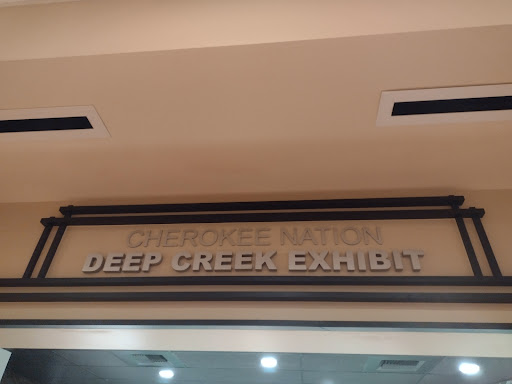 CHEROKEE NATION
DEEP CREEK EXHIBIT